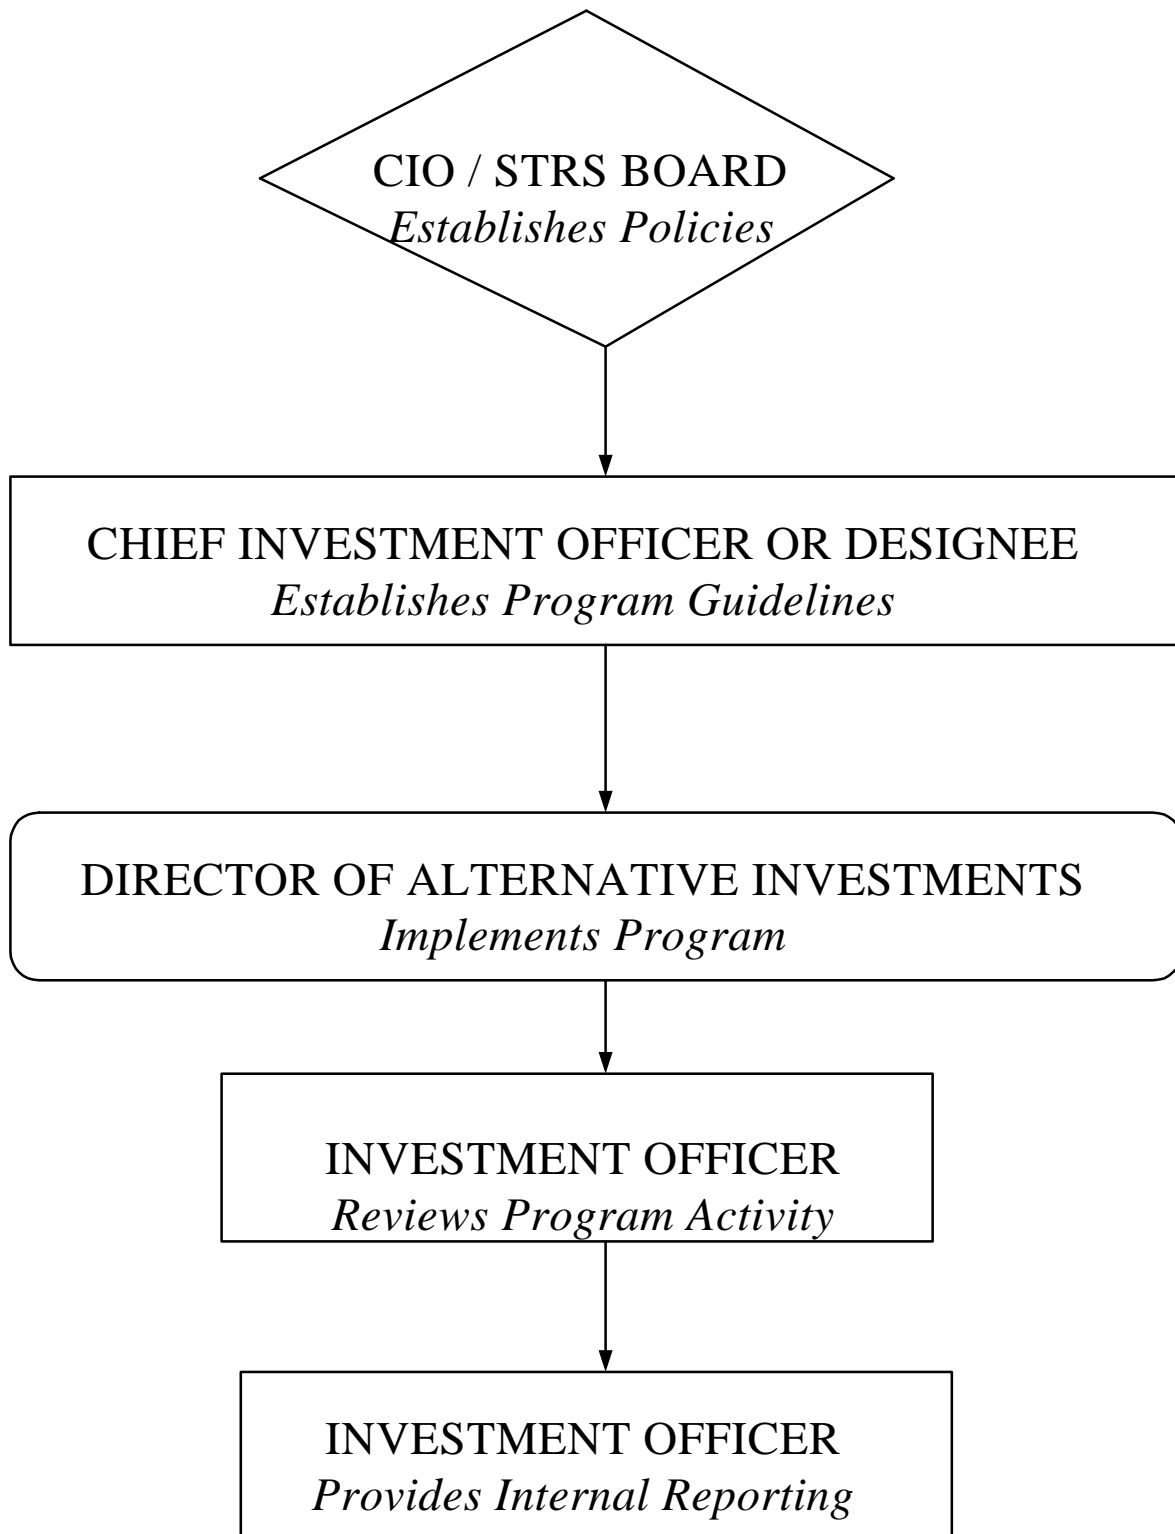 CIO / STRS BOARD
Establishes Policies
CHIEF INVESTMENT OFFICER OR DESIGNEE
Establishes Program Guidelines
DIRECTOR OF ALTERNATIVE INVESTMENTS
Implements Program
INVESTMENT OFFICER
Reviews Program Activity
INVESTMENT OFFICER
Provides Internal Reporting